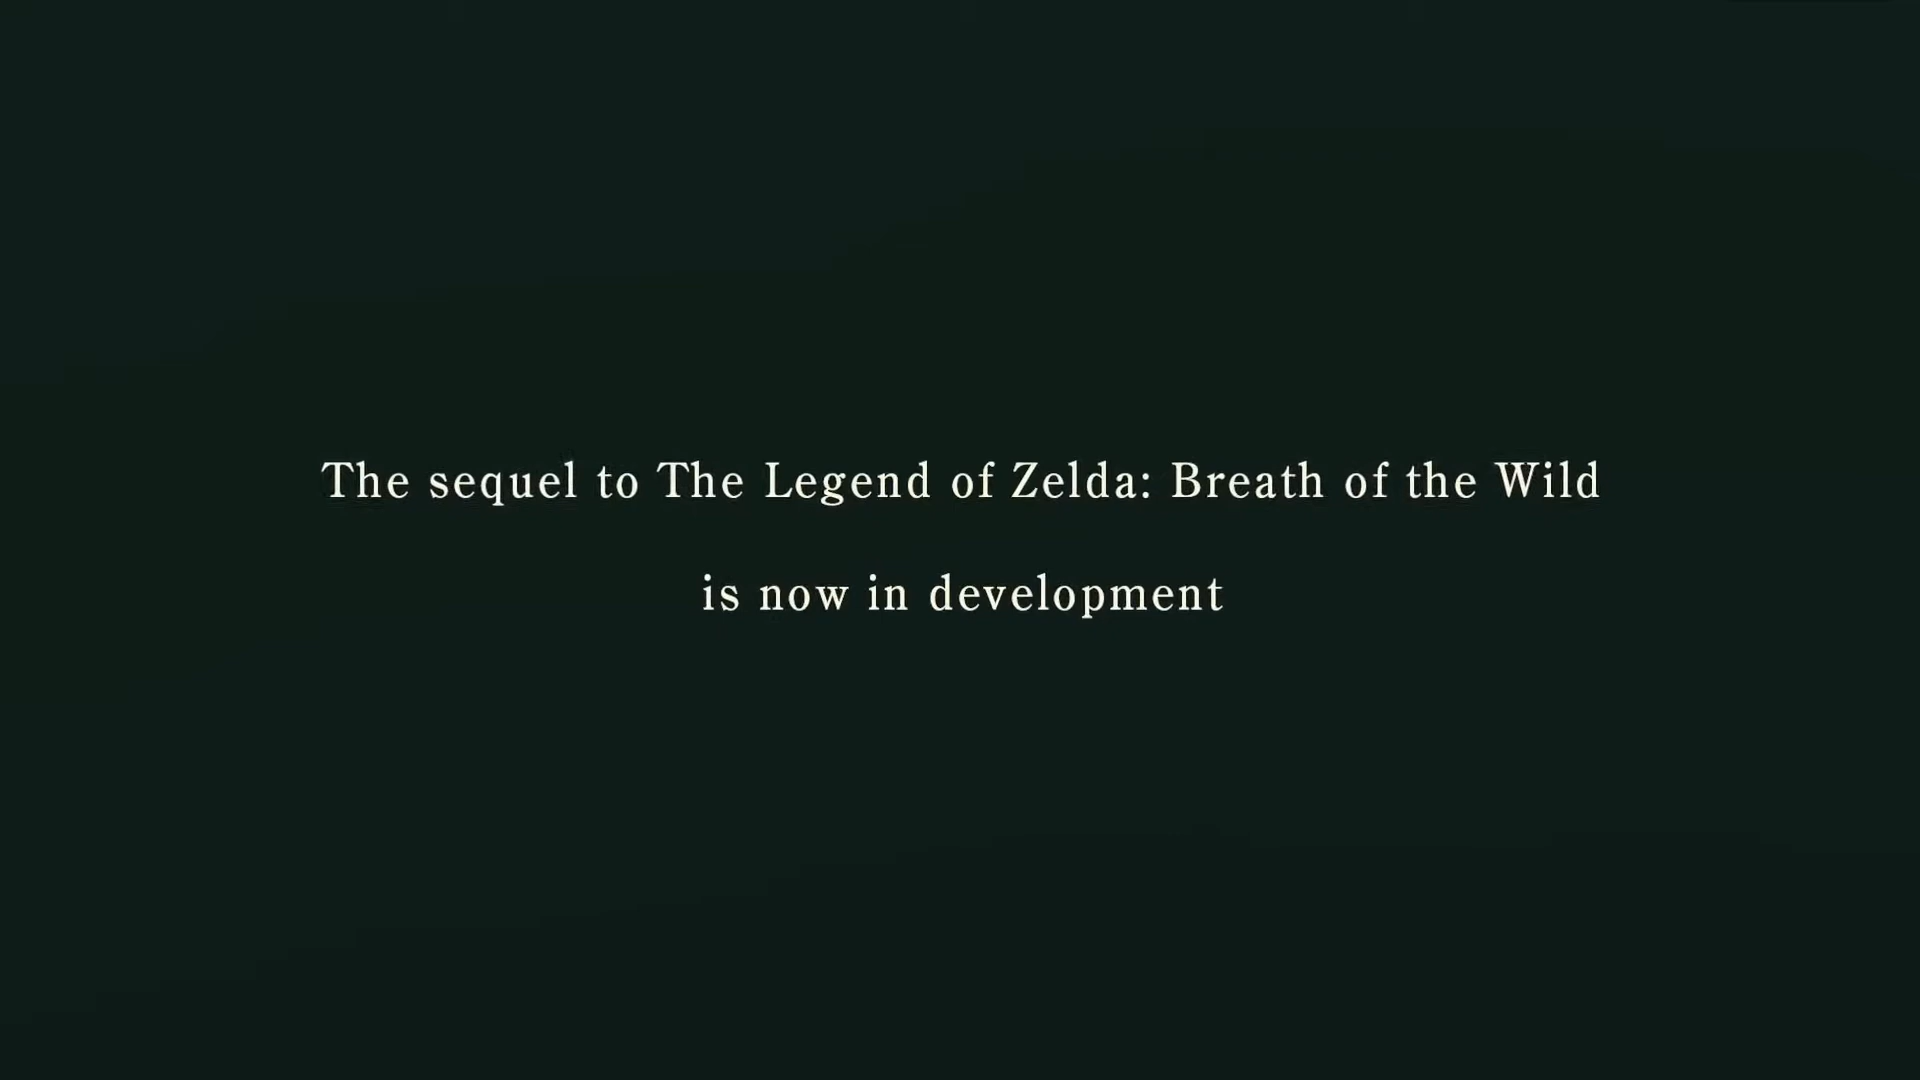 The sequel to The Legend of Zelda: Breath of the Wild
is now in development